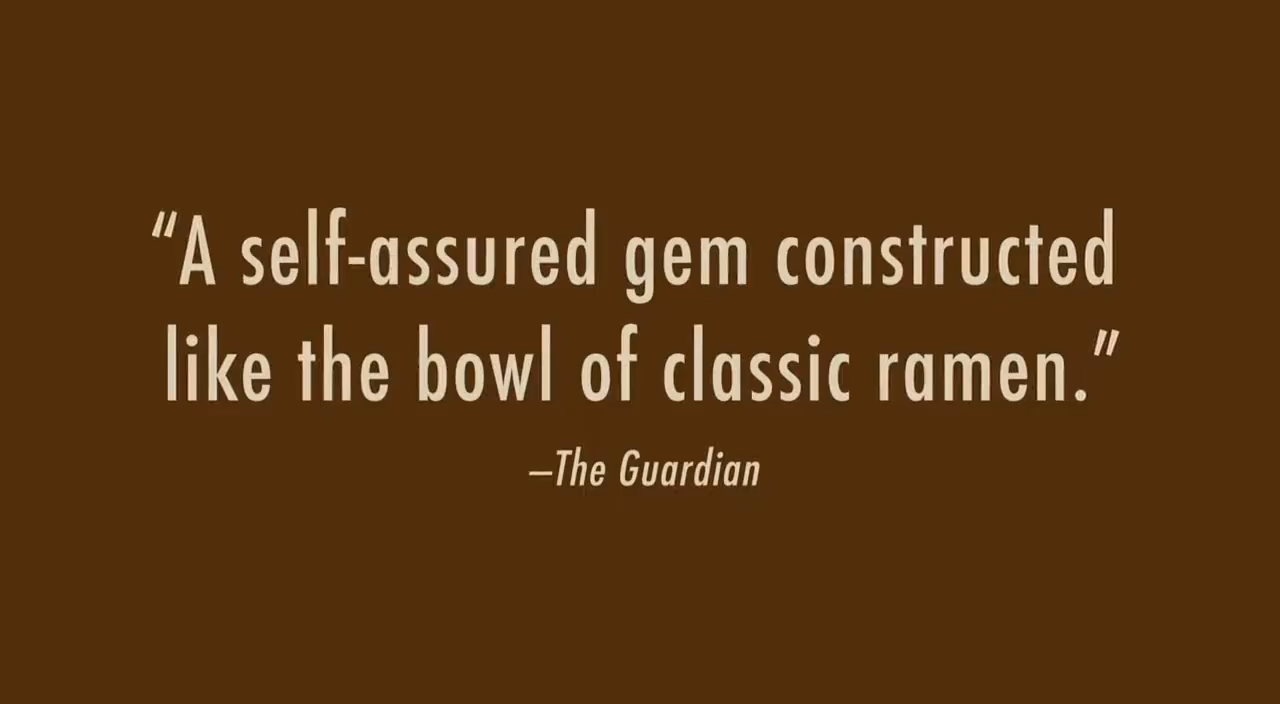 “A self-assured gem constructed
like the bowl of classic ramen.”
–The Guardian